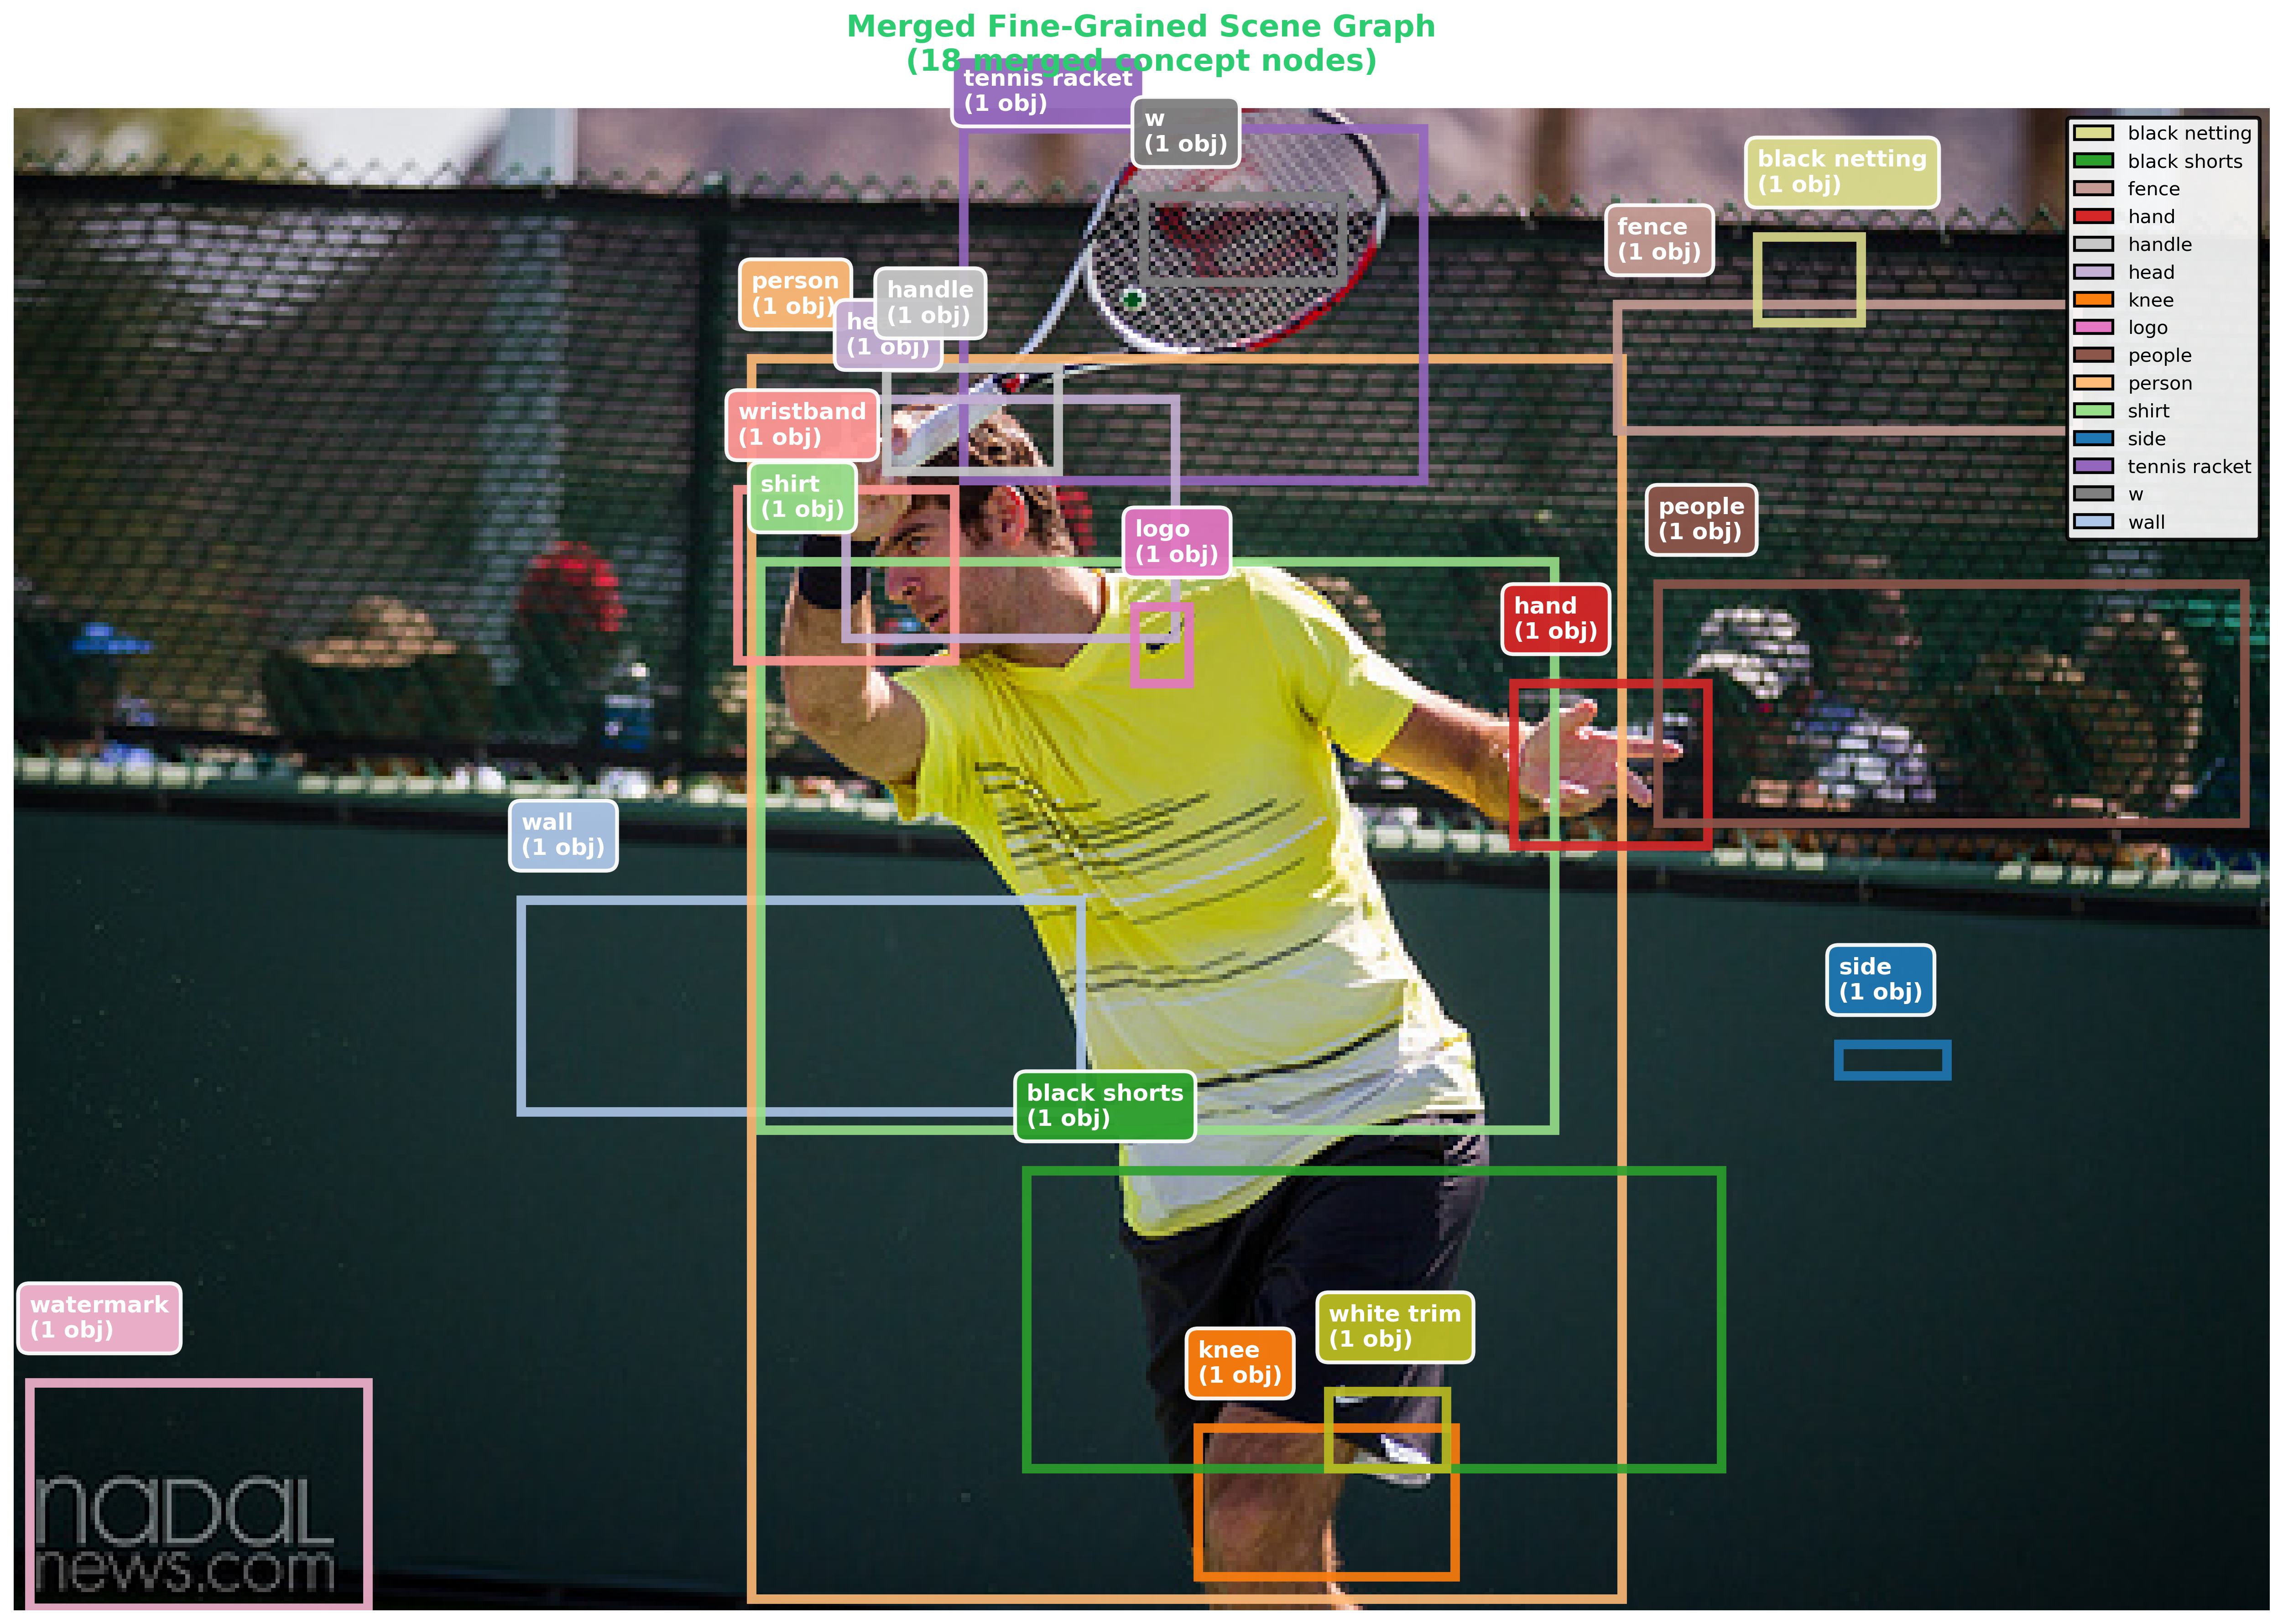 Merged Fine-Grained Scene Graph
(18 merged concept nodes)
tennis racket
(1 obj)
w
(1 obj)
black netting
(1 obj)
fence
(1 obj)
person
(1 obj)
he
(1 obj)
handle
(1 obj)
wristband
(1 obj)
shirt
(1 obj)
logo
(1 obj)
people
(1 obj)
hand
(1 obj)
wall
(1 obj)
side
(1 obj)
black shorts
(1 obj)
watermark
(1 obj)
white trim
(1 obj)
knee
(1 obj)
black netting
black shorts
fence
hand
handle
head
knee
logo
people
person
shirt
side
tennis racket
w
wall
naDaL
news.com